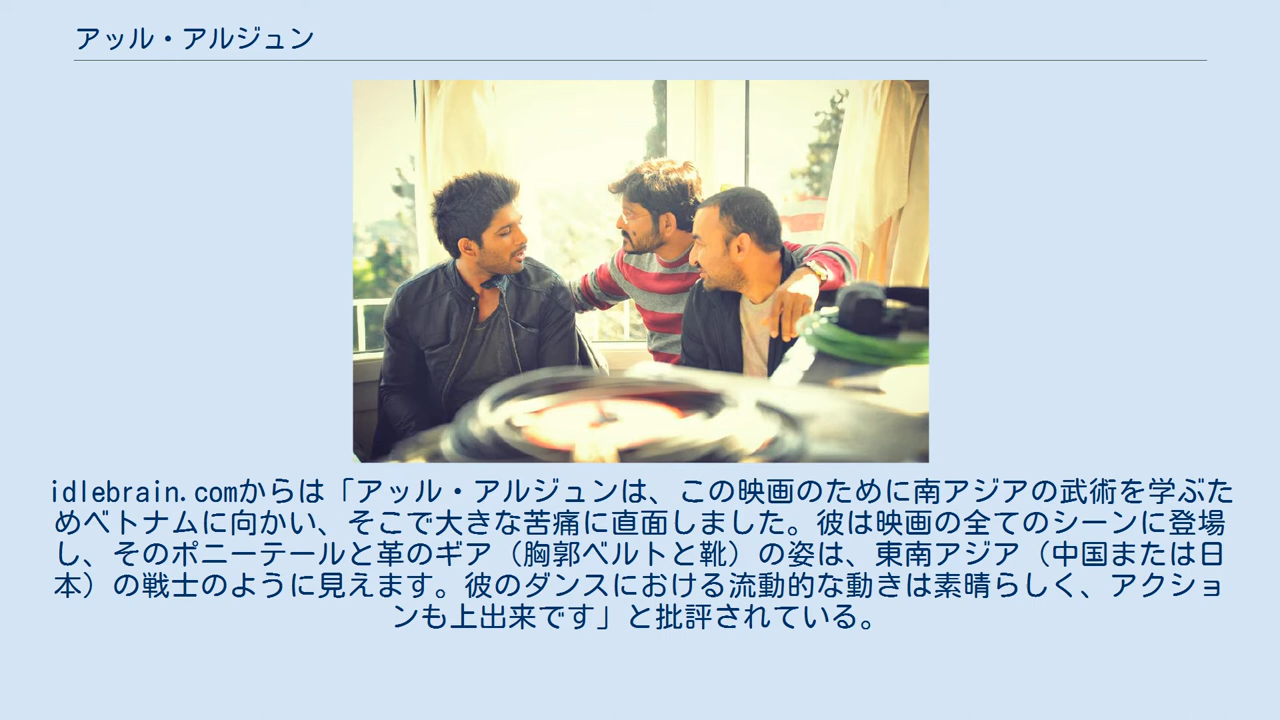 アッル・アルジュン
idlebrain.comからは「アッル・アルジュンは、この映画のために南アジアの武術を学ぶた
めベトナムに向かい、そこで大きな苦痛に直面しました。彼は映画の全てのシーンに登場
し、そのポニーテールと革のギア（胸郭ベルトと靴）の姿は、東南アジア（中国または日
本）の戦士のように見えます。彼のダンスにおける流動的な動きは素晴らしく、アクショ
ンも上出来です」と批評されている。